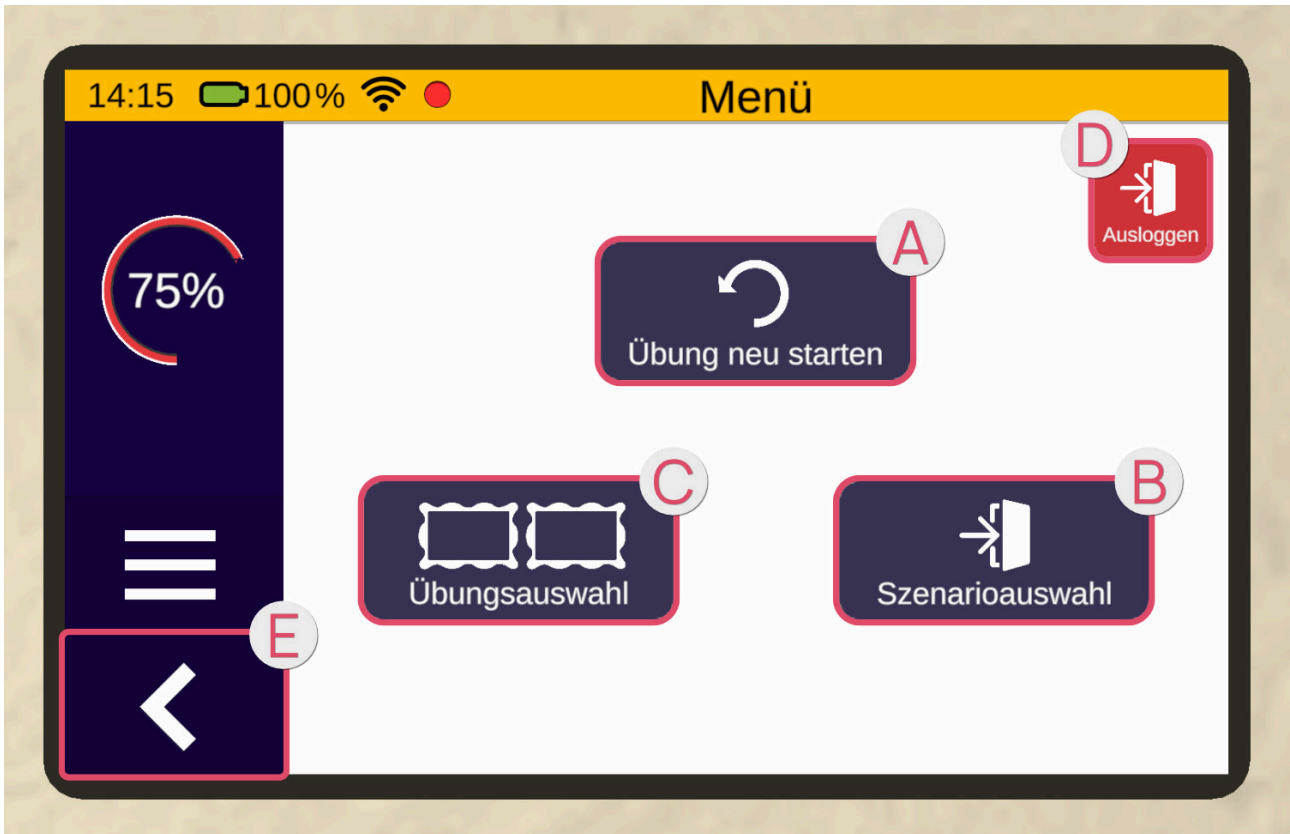 14:15 100% Menü
D
Ausloggen
A
75%
Übung neu starten
C
B
Übungsauswahl
Szenarioauswahl
E